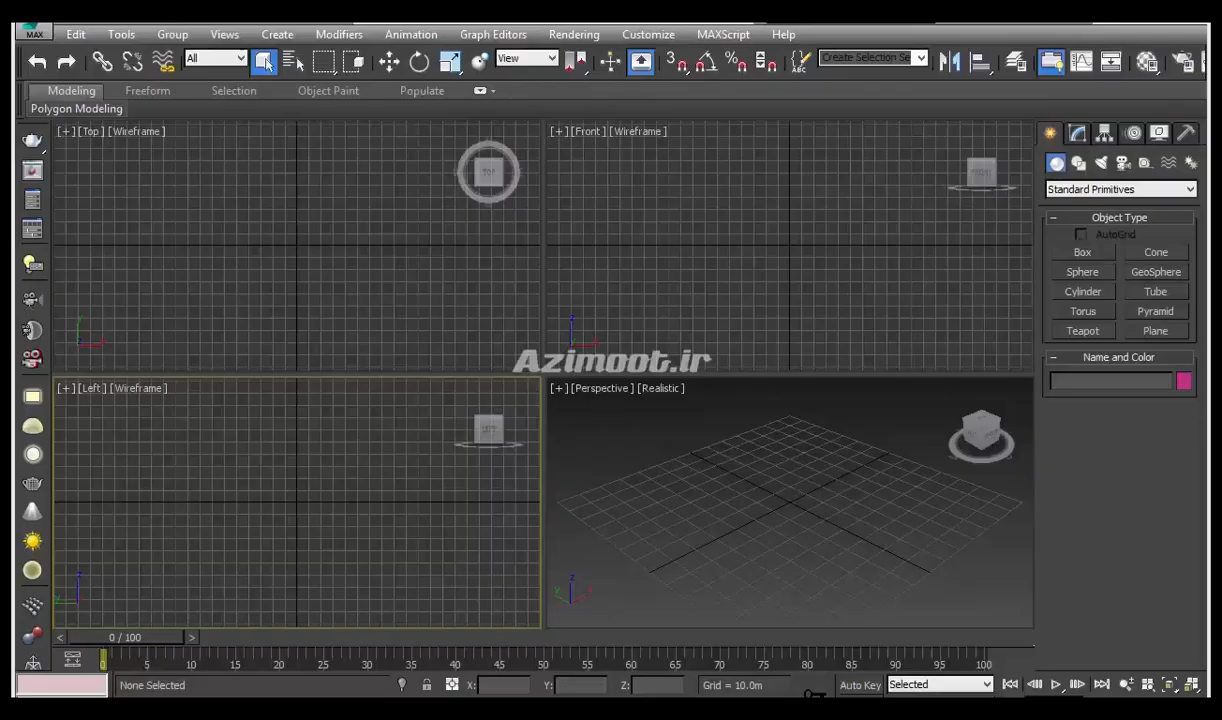 MAX Edit Tools Group Views Create Modifiers Animation Graph Editors Rendering Customize MAXScript Help
All View 3 % ABC Create Selection Se
Modeling Freeform Selection Object Paint Populate
Polygon Modeling
[+][Top][Wireframe] [+][Front][Wireframe]
TOP
Standard Primitives
Object Type
AutoGrid
Box Cone
Sphere GeoSphere
Cylinder Tube
Torus Pyramid
Teapot Plane
Azimoot.ir
Name and Color
[+][Left][Wireframe] [+][Perspective][Realistic]
LEFT
0 / 100
0 5 10 15 20 25 30 35 40 45 50 55 60 65 70 75 80 85 90 95 100
None Selected X: Y: Z: Grid = 10.0m Auto Key Selected